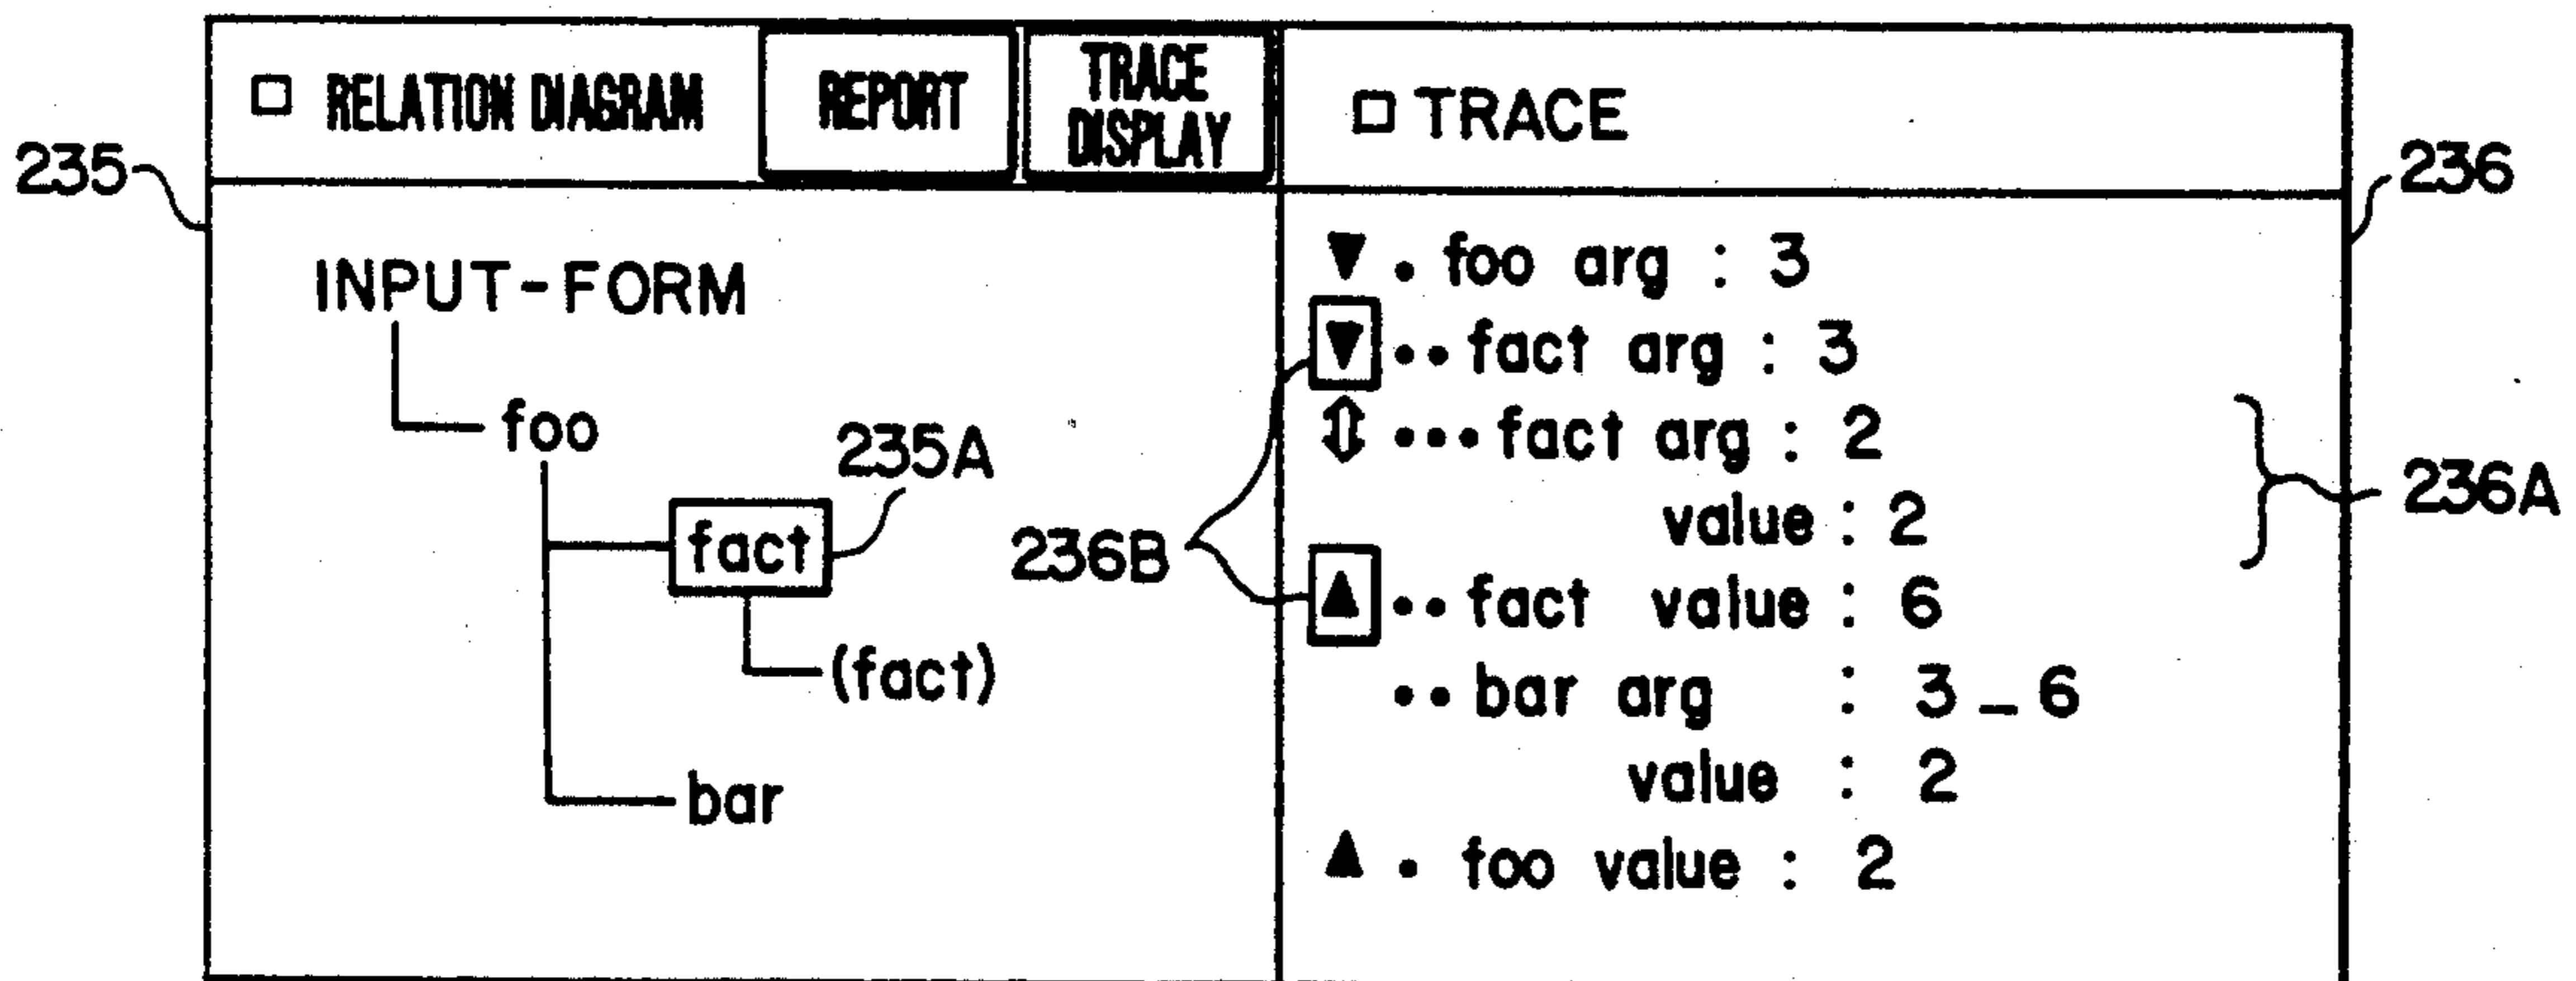 □ RELATION DIAGRAM
REPORT
TRACE
DISPLAY
235
INPUT-FORM
foo
235A
fact
(fact)
bar
□ TRACE
236
▼ • foo arg : 3
▼ •• fact arg : 3
⇕ ••• fact arg : 2
value : 2
236A
236B
▲ •• fact value : 6
•• bar arg : 3 _ 6
value : 2
▲ • foo value : 2